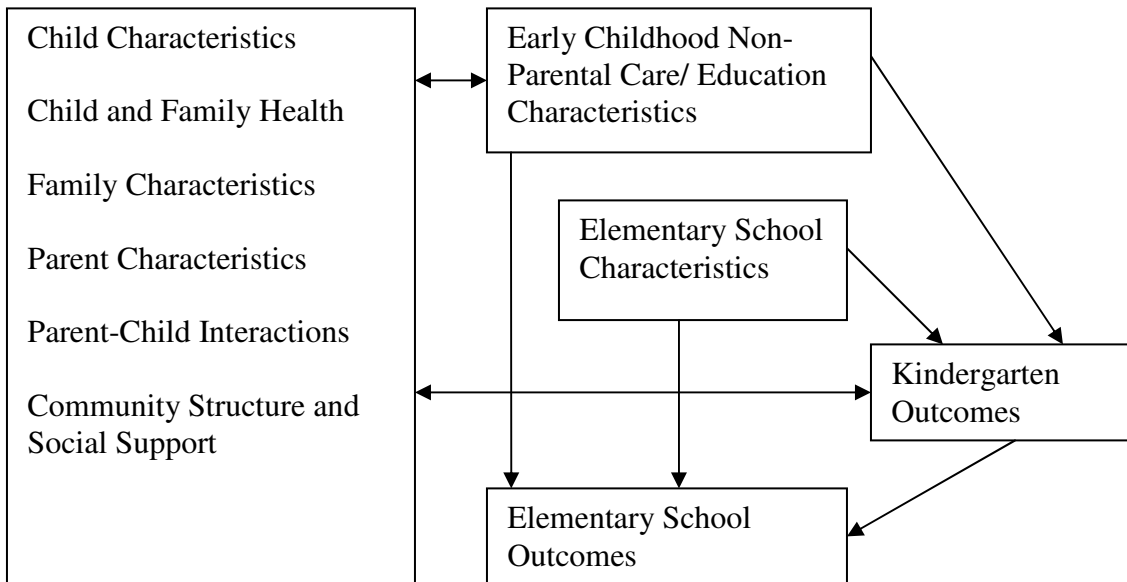 Child Characteristics
Child and Family Health
Family Characteristics
Parent Characteristics
Parent-Child Interactions
Community Structure and
Social Support
Early Childhood Non-
Parental Care/ Education
Characteristics
Elementary School
Characteristics
Kindergarten
Outcomes
Elementary School
Outcomes